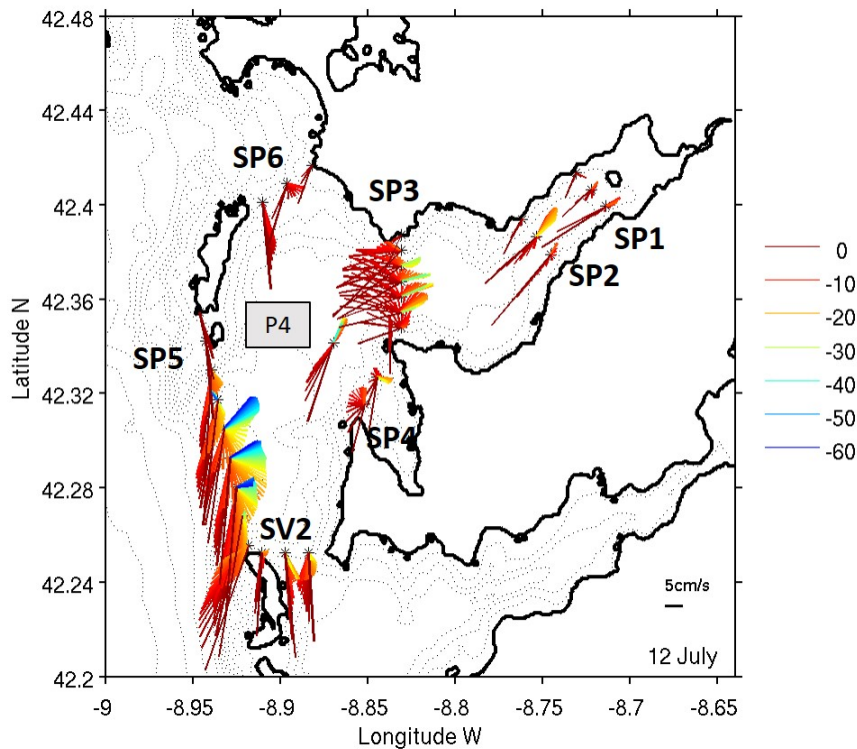 42.48
42.44
SP6
SP3
42.4
SP1
0
SP2
-10
42.36
P4
-20
SP5
-30
42.32
-40
SP4
-50
-60
42.28
SV2
42.24
5cm/s
12 July
42.2
-9 -8.95 -8.9 -8.85 -8.8 -8.75 -8.7 -8.65
Longitude W
Latitude N